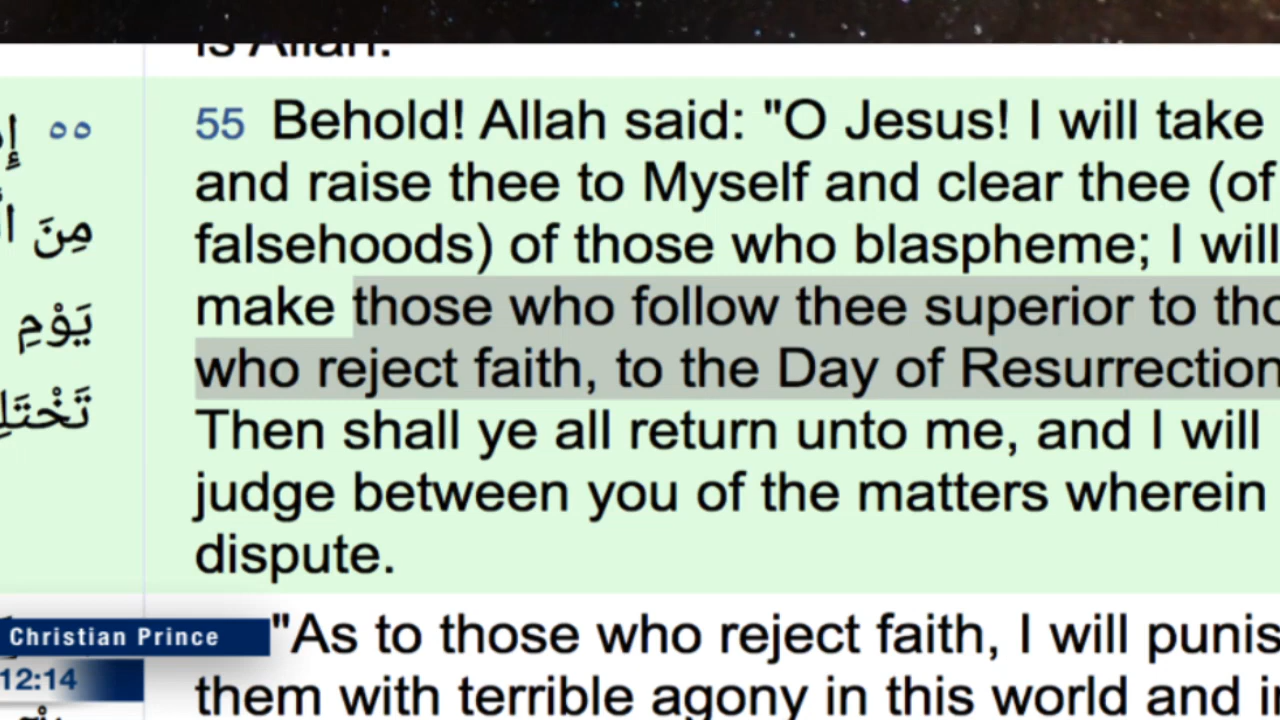 is Allah.
55 Behold! Allah said: "O Jesus! I will take
and raise thee to Myself and clear thee (of
falsehoods) of those who blaspheme; I will
make those who follow thee superior to
who reject faith, to the Day of Resurrection
Then shall ye all return unto me, and I will
judge between you of the matters wherein
dispute.
"As to those who reject faith, I will
them with terrible agony in this world and
٥٥
مِنَ
يَوْمِ
Christian Prince
12:14